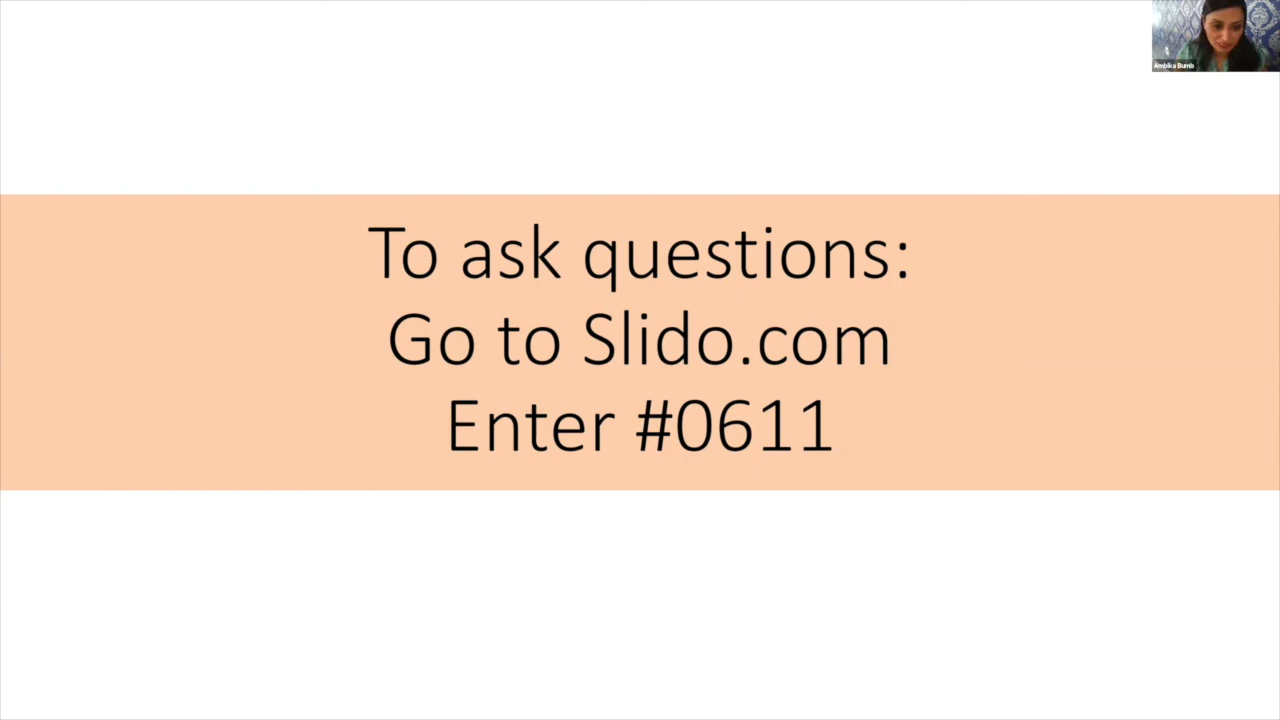 Ambika Bumb
To ask questions:
Go to Slido.com
Enter #0611